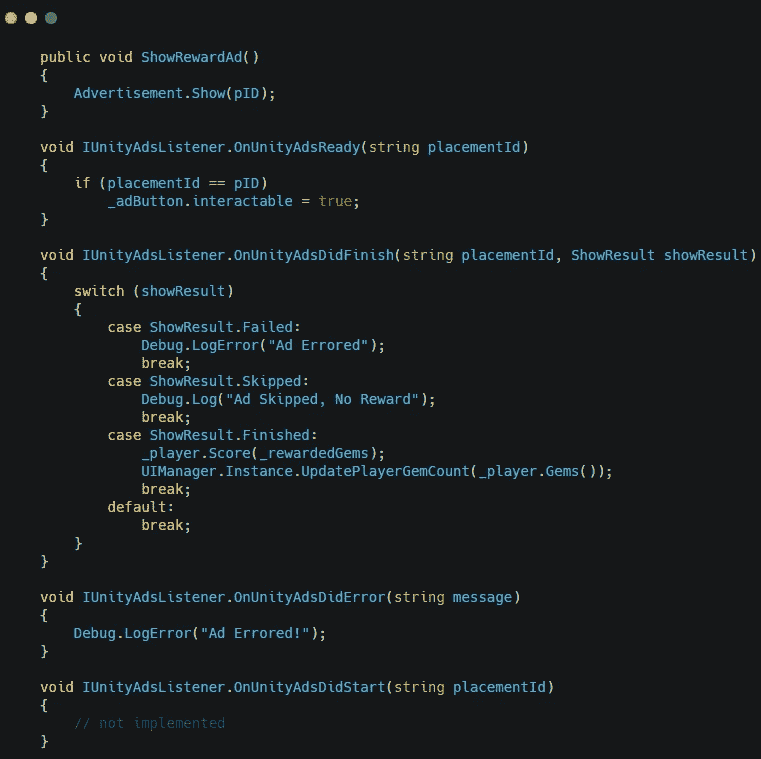 public void ShowRewardAd()
{
    Advertisement.Show(pID);
}

void IUnityAdsListener.OnUnityAdsReady(string placementId)
{
    if (placementId == pID)
        _adButton.interactable = true;
}

void IUnityAdsListener.OnUnityAdsDidFinish(string placementId, ShowResult showResult)
{
    switch (showResult)
    {
        case ShowResult.Failed:
            Debug.LogError("Ad Errored");
            break;
        case ShowResult.Skipped:
            Debug.Log("Ad Skipped, No Reward");
            break;
        case ShowResult.Finished:
            _player.Score(_rewardedGems);
            UIManager.Instance.UpdatePlayerGemCount(_player.Gems());
            break;
        default:
            break;
    }
}

void IUnityAdsListener.OnUnityAdsDidError(string message)
{
    Debug.LogError("Ad Errored!");
}

void IUnityAdsListener.OnUnityAdsDidStart(string placementId)
{
    // not implemented
}